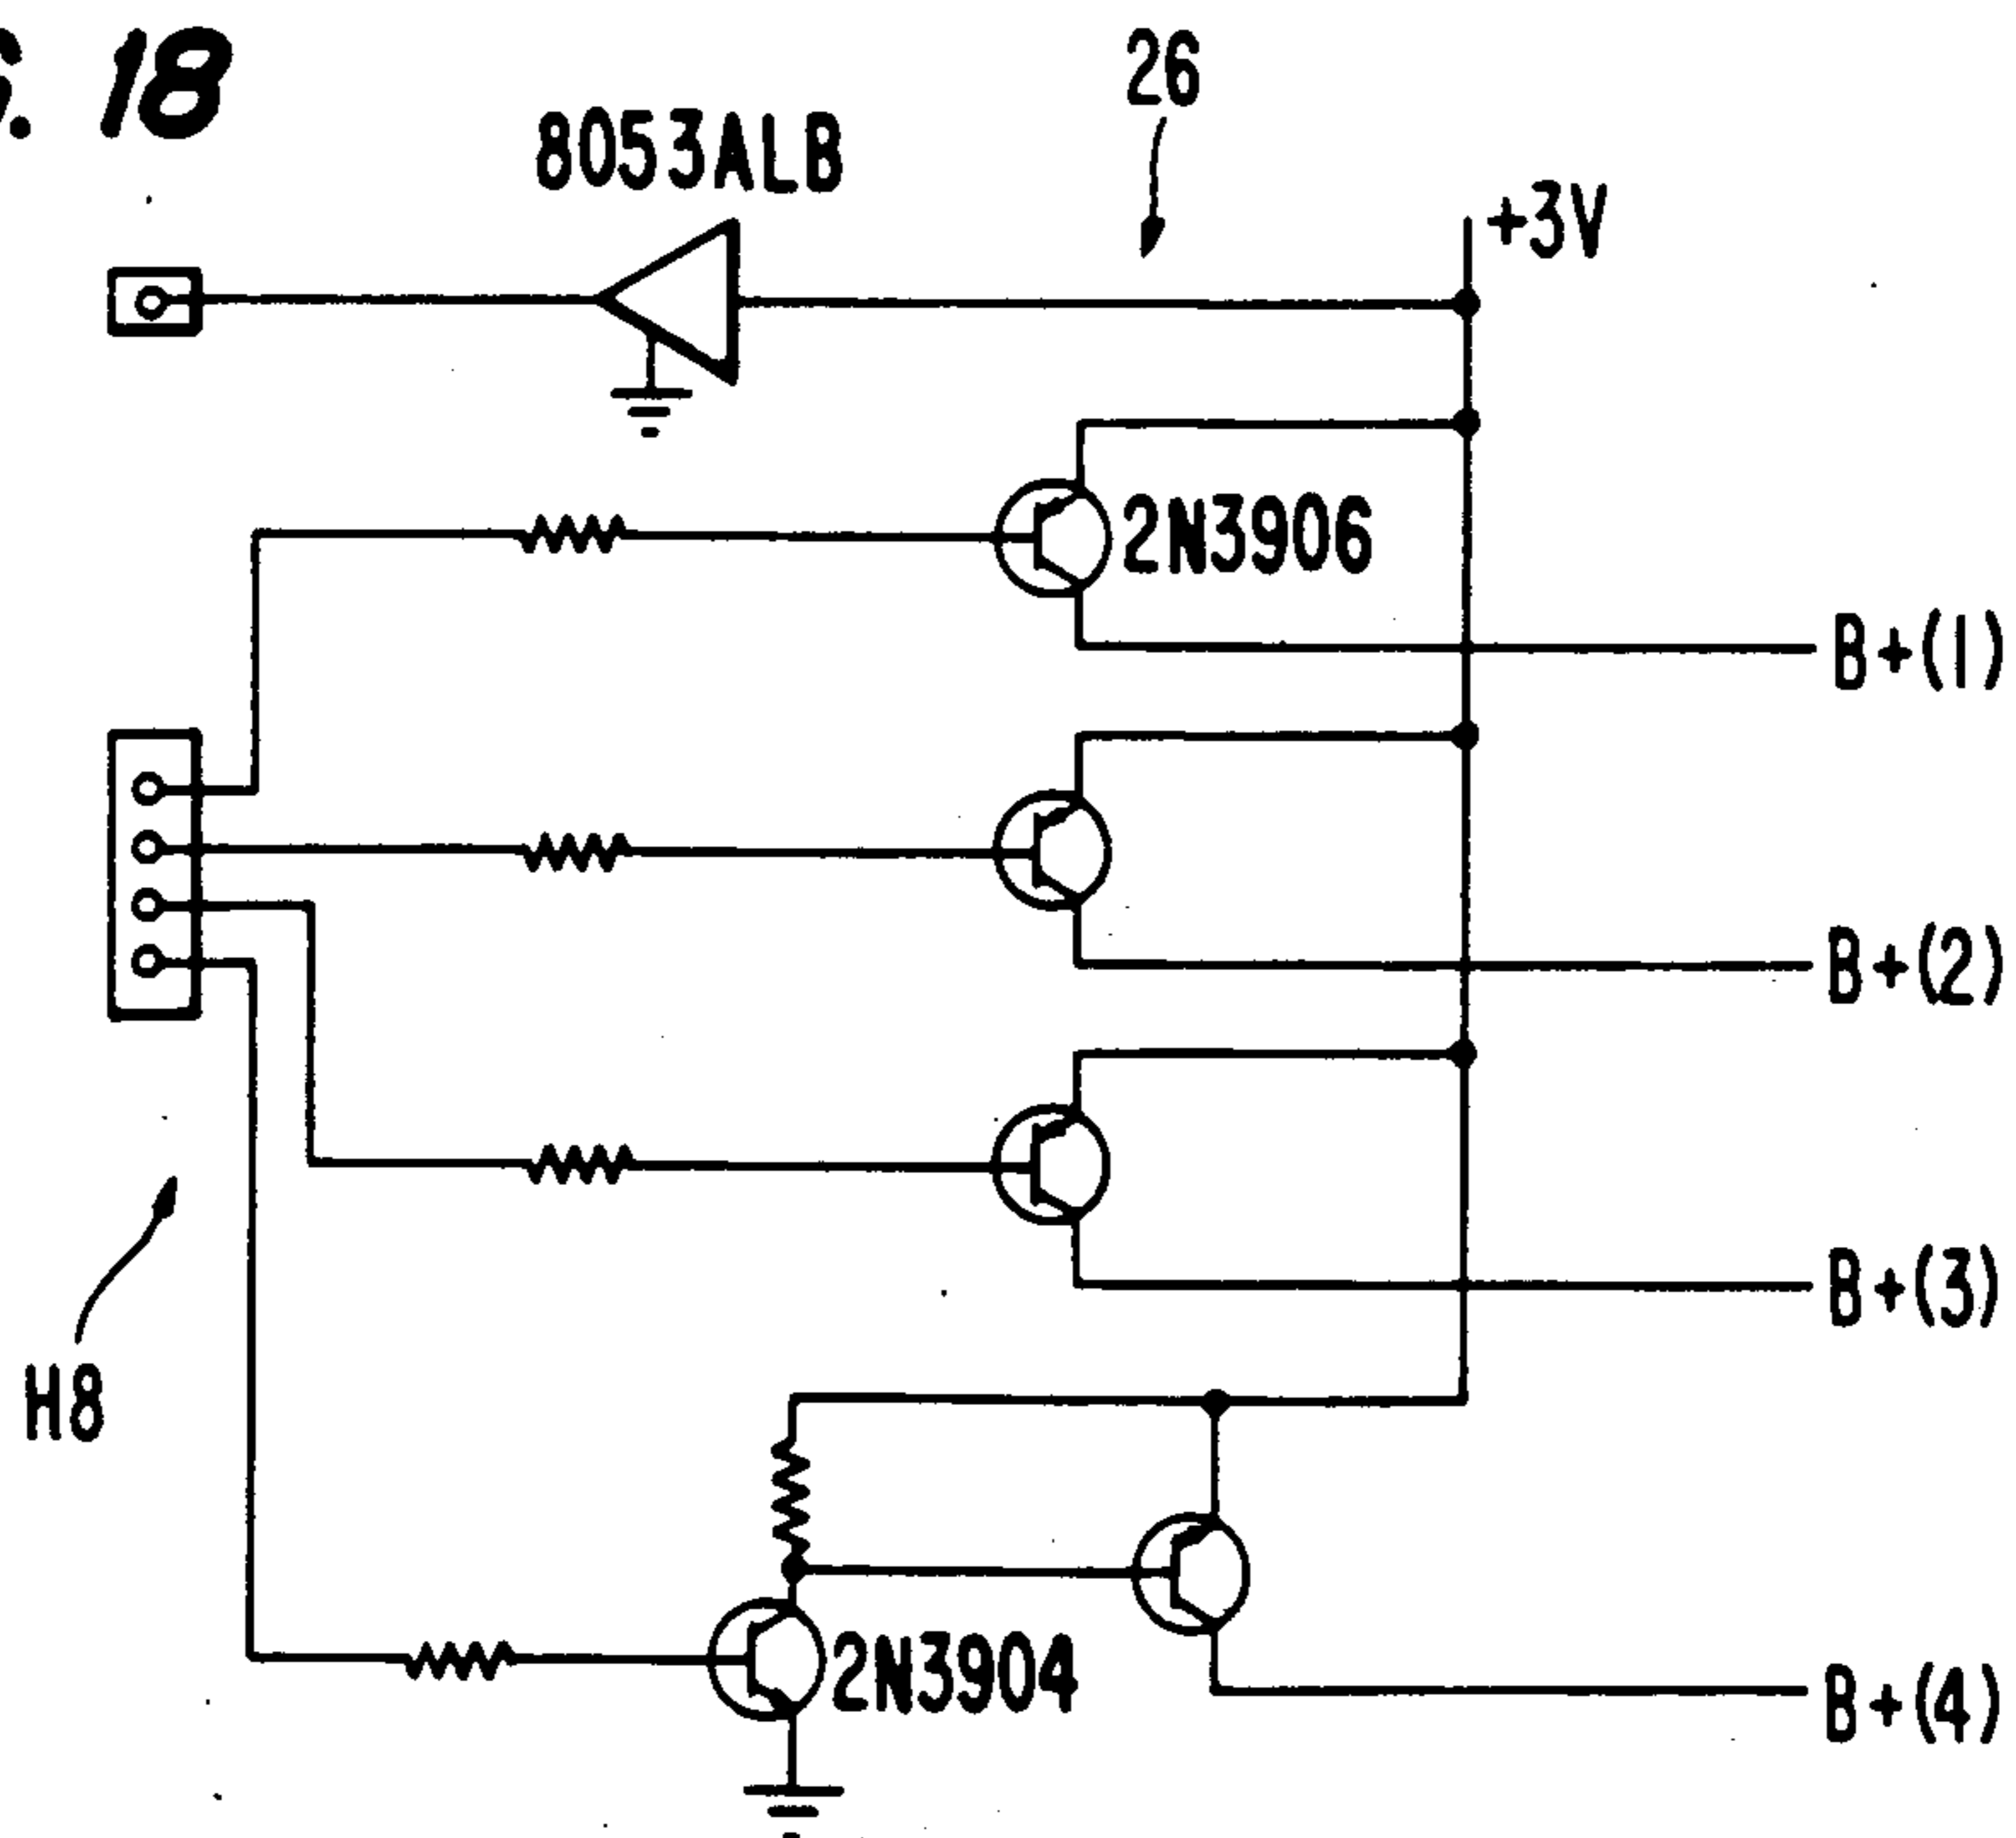 18
26
8053ALB
+3V
2N3906
B+(1)
B+(2)
B+(3)
H8
2N3904
B+(4)